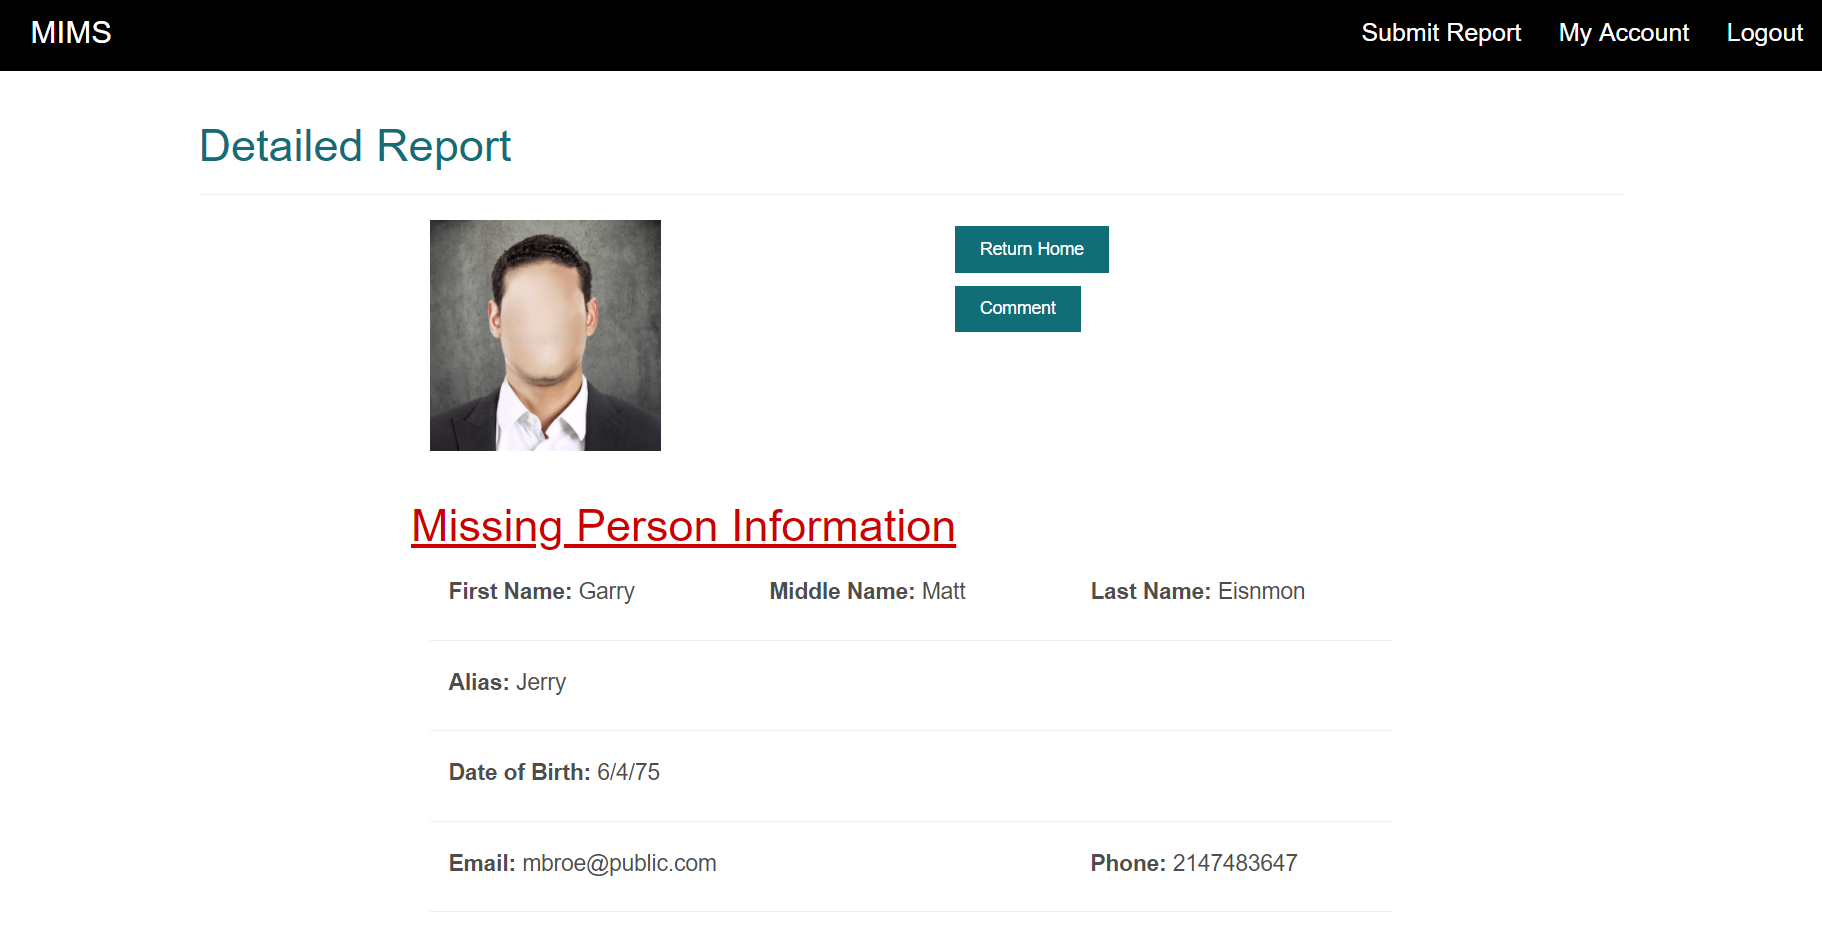 MIMS Submit Report My Account Logout
Detailed Report
Return Home
Comment
Missing Person Information
First Name: Garry Middle Name: Matt Last Name: Eisnmon
Alias: Jerry
Date of Birth: 6/4/75
Email: mbroe@public.com Phone: 2147483647